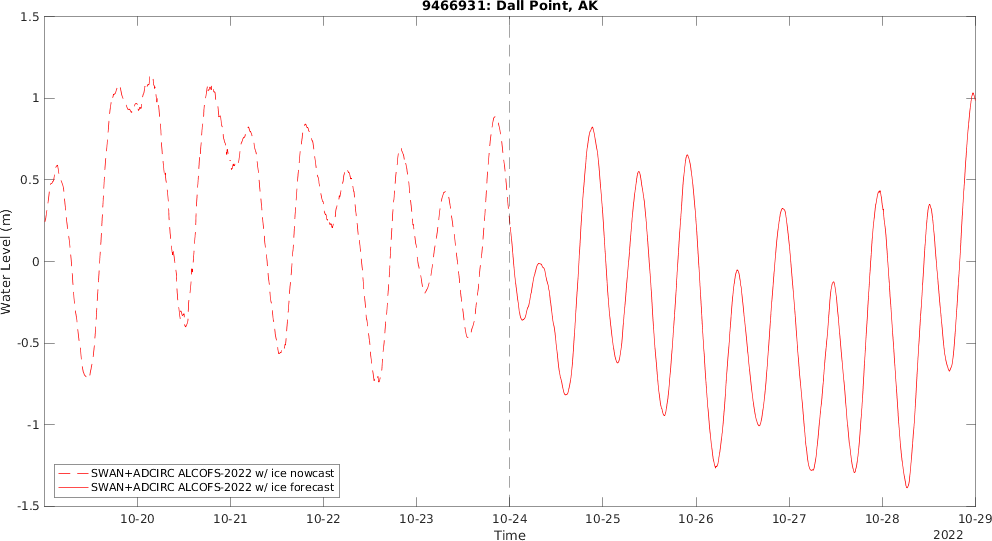 9466931: Dall Point, AK
1.5
1
0.5
0
-0.5
-1
-1.5
Water Level (m)
SWAN+ADCIRC ALCOFS-2022 w/ ice nowcast
SWAN+ADCIRC ALCOFS-2022 w/ ice forecast
10-20 10-21 10-22 10-23 10-24 10-25 10-26 10-27 10-28 10-29
Time
2022